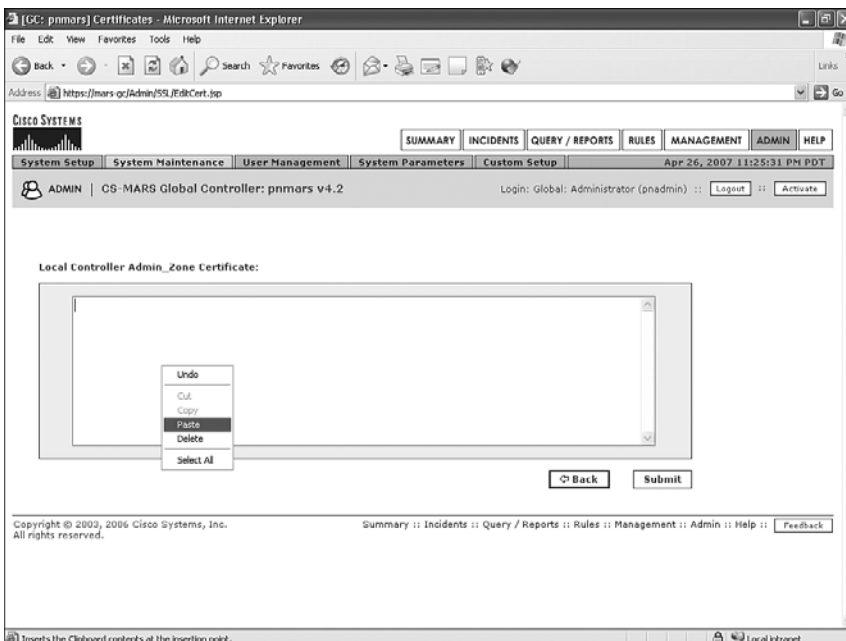 [GC: pnmars] Certificates - Microsoft Internet Explorer
File Edit View Favorites Tools Help
Back Search Favorites Links
Address https://mars-gc/Admin/SSL/EditCert.jsp Go
CISCO SYSTEMS
SUMMARY INCIDENTS QUERY / REPORTS RULES MANAGEMENT ADMIN HELP
System Setup System Maintenance User Management System Parameters Custom Setup Apr 26, 2007 11:25:31 PM PDT
ADMIN | CS-MARS Global Controller: pnmars v4.2 Login: Global: Administrator (pnadmin) :: Logout :: Activate
Local Controller Admin_Zone Certificate:
Undo
Cut
Copy
Paste
Delete
Select All
Back Submit
Copyright © 2003, 2006 Cisco Systems, Inc. Summary :: Incidents :: Query / Reports :: Rules :: Management :: Admin :: Help :: Feedback
All rights reserved.
Inserts the Clipboard contents at the insertion point. Local intranet